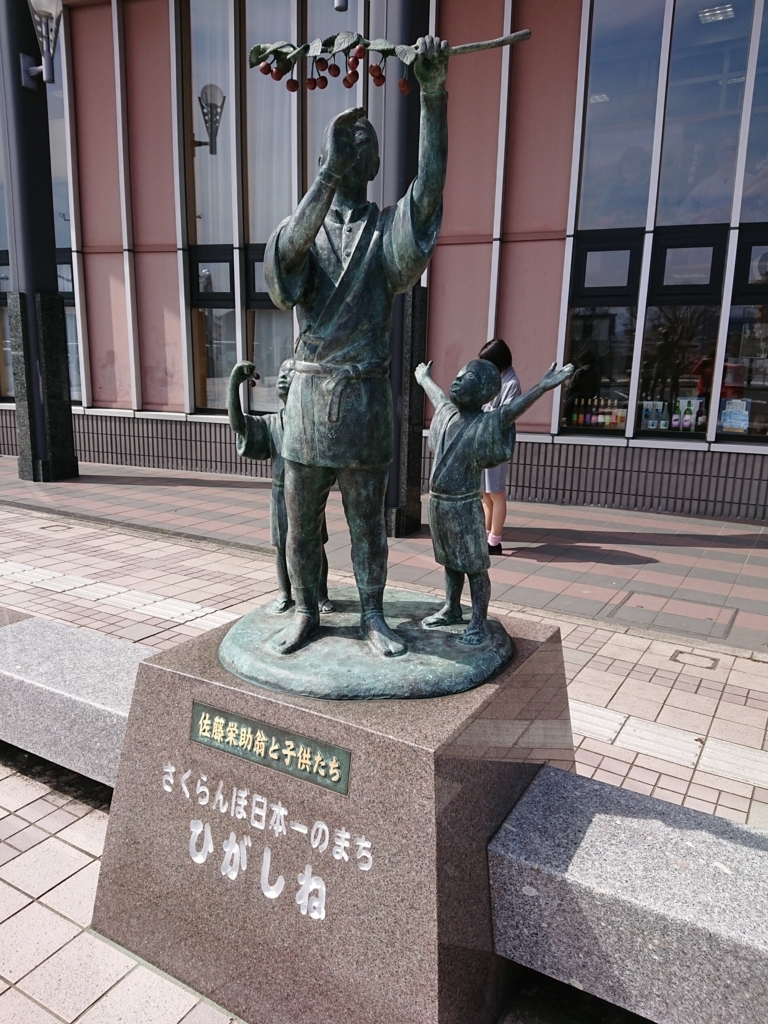 佐藤栄助翁と子供たち
さくらんぼ日本一のまち
ひがしね